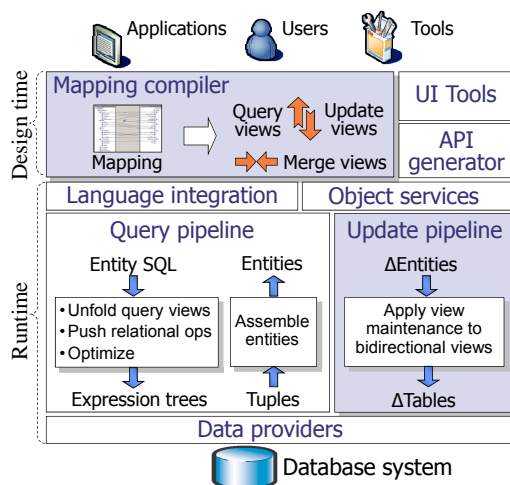 Applications
Users
Tools
Design time
Mapping compiler
Mapping
Query
views
Update
views
Merge views
UI Tools
API
generator
Runtime
Language integration
Object services
Query pipeline
Entity SQL
• Unfold query views
• Push relational ops
• Optimize
Expression trees
Entities
Assemble
entities
Tuples
Update pipeline
ΔEntities
Apply view
maintenance to
bidirectional views
ΔTables
Data providers
Database system